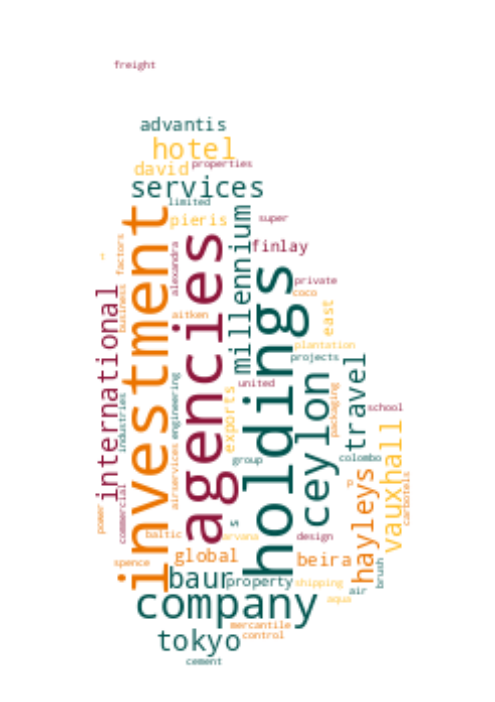 freight
advantis
hotel
david
properties
services
limited
investment
agencies
holdings
millennium
pieris
super
finlay
factors
f
alexandra
international
business
private
coco
aitken
east
plantation
projects
ceylon
travel
united
industries
engineering
exports
packaging
school
group
colombo
vauxhall
airservices
hayleys
p
carbotels
power
commercial
baltic
arvana
design
global
beira
spence
baur
property
shipping
air
brush
company
aqua
mercantile
control
tokyo
cement